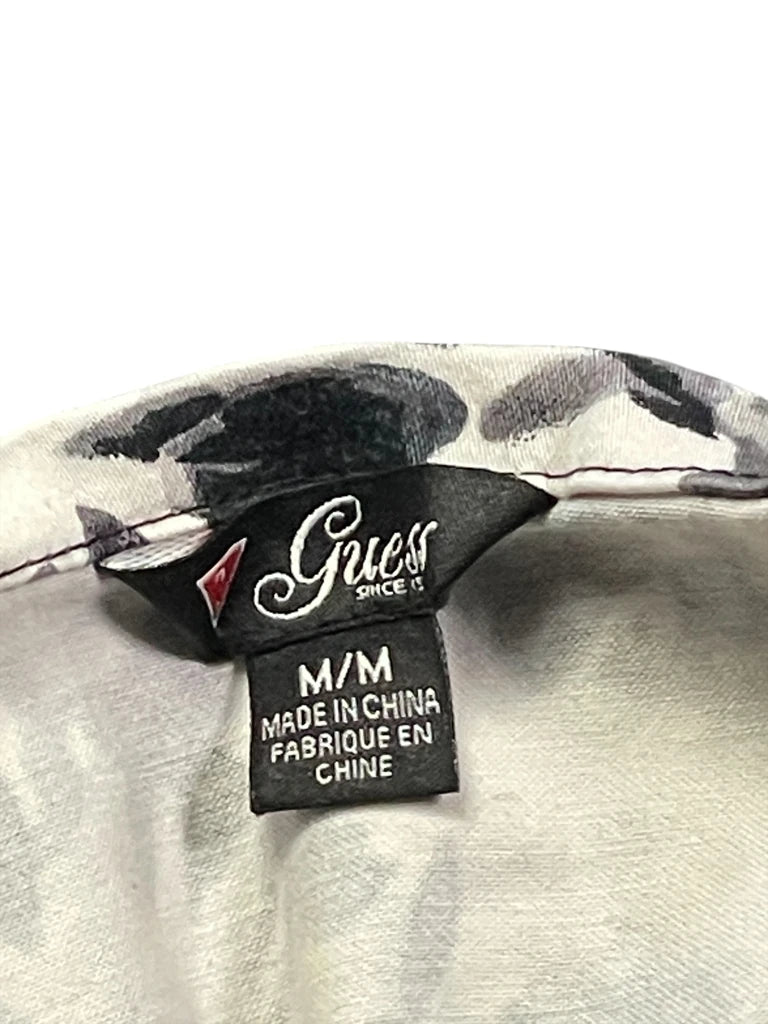 Guess
SINCE
M/M
MADE IN CHINA
FABRIQUE EN
CHINE